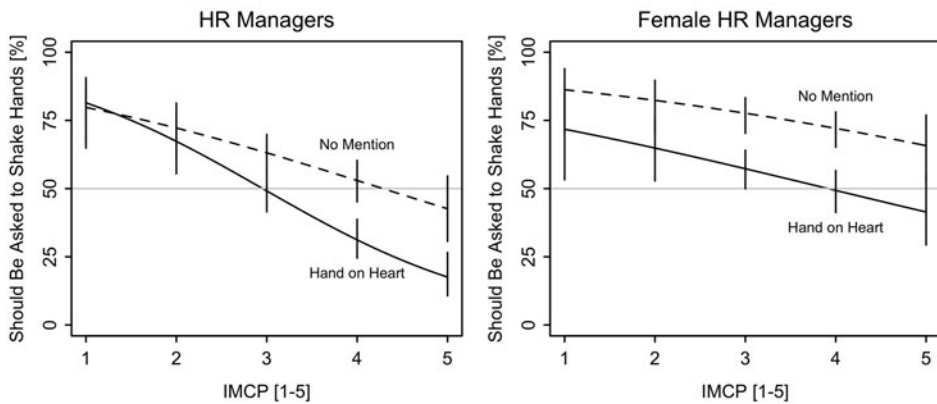 HR Managers
Should Be Asked to Shake Hands [%]
100
75
50
25
0
No Mention
Hand on Heart
1 2 3 4 5
IMCP [1-5]
Female HR Managers
Should Be Asked to Shake Hands [%]
100
75
50
25
0
No Mention
Hand on Heart
1 2 3 4 5
IMCP [1-5]